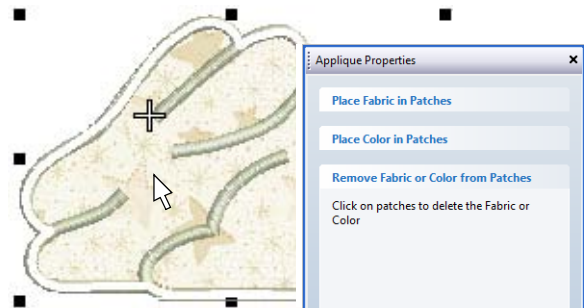 Applique Properties
Place Fabric in Patches
Place Color in Patches
Remove Fabric or Color from Patches
Click on patches to delete the Fabric or
Color